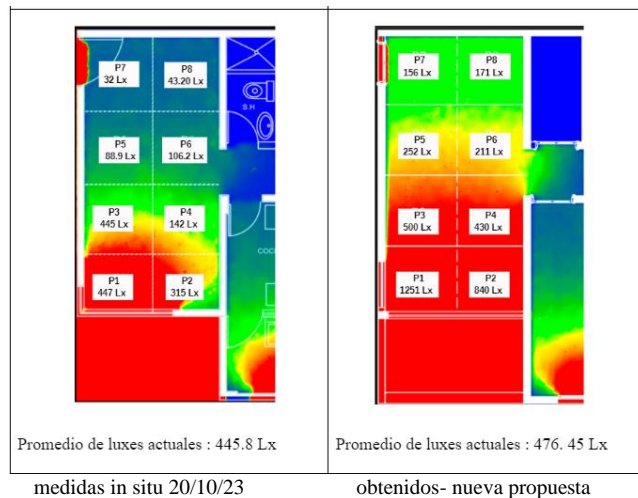 P7
32 Lx
P8
43.20 Lx
S.H
P5
88.9 Lx
P6
106.2 Lx
P3
445 Lx
P4
142 Lx
COCI
P1
447 Lx
P2
315 Lx
Promedio de luxes actuales : 445.8 Lx
medidas in situ 20/10/23
P7
156 Lx
P8
171 Lx
P5
252 Lx
P6
211 Lx
P3
500 Lx
P4
430 Lx
P1
1251 Lx
P2
840 Lx
Promedio de luxes actuales : 476. 45 Lx
obtenidos- nueva propuesta